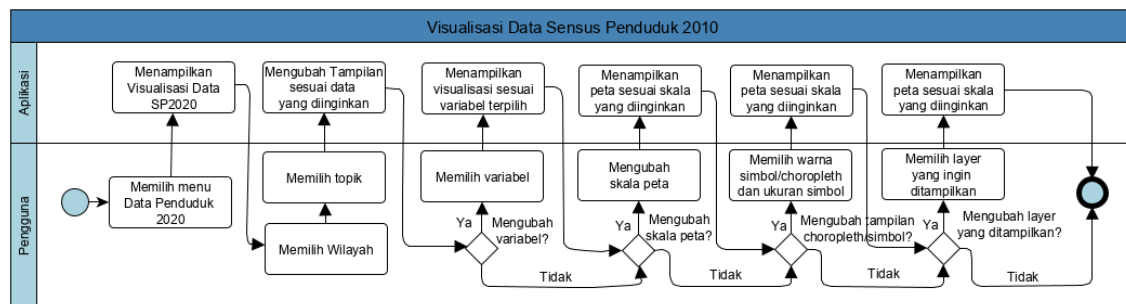 Visualisasi Data Sensus Penduduk 2010
Aplikasi
Menampilkan
Visualisasi Data
SP2020
Mengubah Tampilan
sesuai data
yang diinginkan
Menampilkan
visualisasi sesuai
variabel terpilih
Menampilkan
peta sesuai skala
yang diinginkan
Menampilkan
peta sesuai skala
yang diinginkan
Menampilkan
peta sesuai skala
yang diinginkan
Pengguna
Memilih menu
Data Penduduk
2020
Memilih topik
Memilih Wilayah
Memilih variabel
Ya
Mengubah
variabel?
Tidak
Mengubah
skala peta
Ya
Mengubah
skala peta?
Tidak
Memilih warna
simbol/choropleth
dan ukuran simbol
Ya
Mengubah tampilan
choropleth/simbol?
Tidak
Memilih layer
yang ingin
ditampilkan
Ya
Mengubah layer
yang ditampilkan?
Tidak